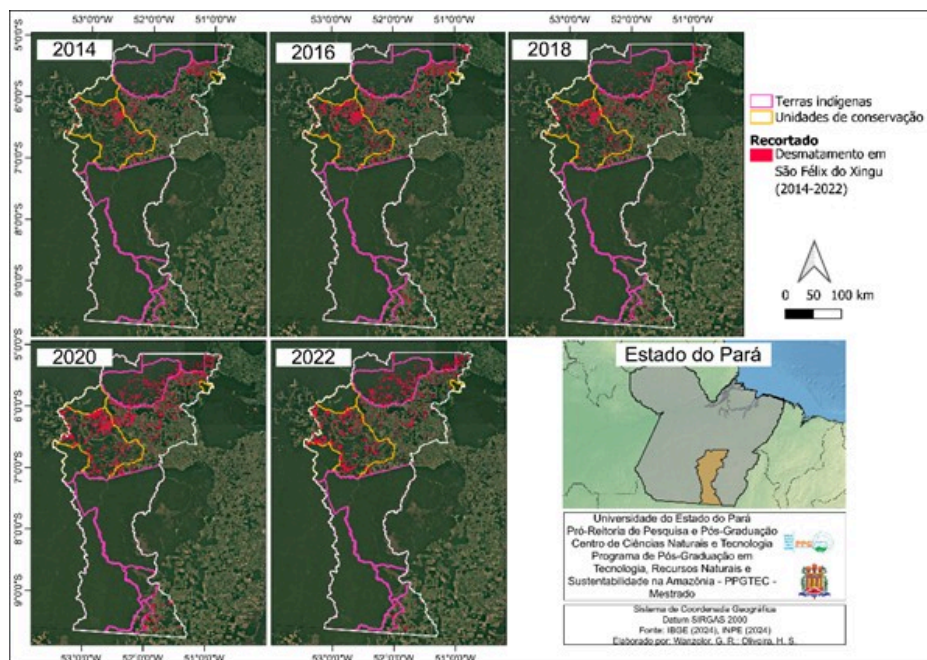 53°0'0"W 52°0'0"W 51°0'0"W 53°0'0"W 52°0'0"W 51°0'0"W 53°0'0"W 52°0'0"W 51°0'0"W
5°0'0"S
6°0'0"S
7°0'0"S
8°0'0"S
9°0'0"S
2014
2016
2018
Terras indígenas
Unidades de conservação
Recortado
Desmatamento em
São Félix do Xingu
(2014-2022)
0 50 100 km
5°0'0"S
6°0'0"S
7°0'0"S
8°0'0"S
9°0'0"S
2020
2022
53°0'0"W 52°0'0"W 51°0'0"W 53°0'0"W 52°0'0"W 51°0'0"W
Estado do Pará
Universidade do Estado do Pará
Pró-Reitoria de Pesquisa e Pós-Graduação
Centro de Ciências Naturais e Tecnologia
Programa de Pós-Graduação em
Tecnologia, Recursos Naturais e
Sustentabilidade na Amazônia - PPGTEC -
Mestrado
Sistema de Coordenada Geográfica
Datum SIRGAS 2000
Fonte: IBGE (2024), INPE (2024)
Elaborado por: Wanzeler, G. R.; Oliveira, H. S.